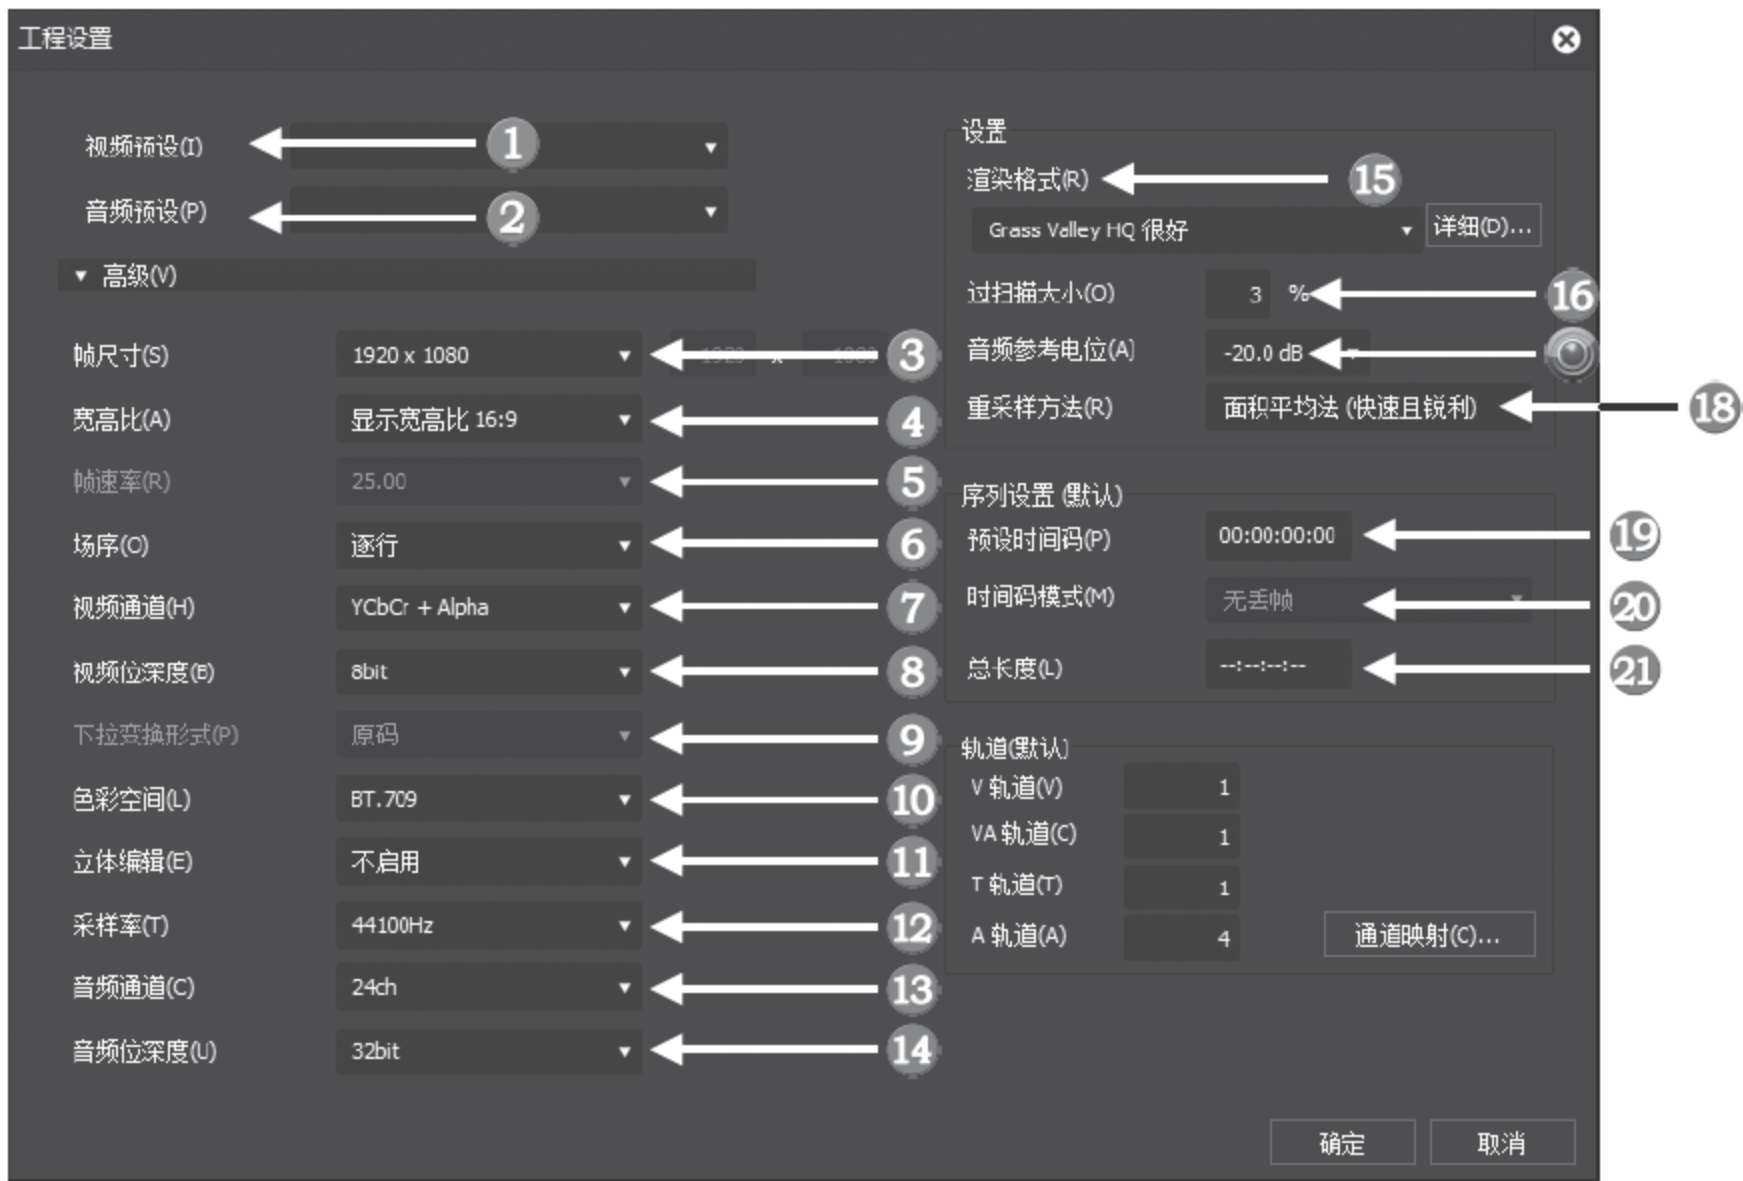 工程设置
视频预设(I) 1
音频预设(P) 2
高级(V)
帧尺寸(S) 1920 x 1080 3
宽高比(A) 显示宽高比 16:9 4
帧速率(R) 25.00 5
场序(O) 逐行 6
视频通道(H) YCbCr + Alpha 7
视频位深度(B) 8bit 8
下拉变换形式(P) 原码 9
色彩空间(L) BT.709 10
立体编辑(E) 不启用 11
采样率(T) 44100Hz 12
音频通道(C) 24ch 13
音频位深度(U) 32bit 14
设置
渲染格式(R) 15
Grass Valley HQ 很好 详细(D)...
过扫描大小(O) 3 % 16
音频参考电位(A) -20.0 dB
重采样方法(R) 面积平均法 (快速且锐利) 18
序列设置 (默认)
预设时间码(P) 00:00:00:00 19
时间码模式(M) 无丢帧 20
总长度(L) --:--:--:-- 21
轨道(默认)
V 轨道(V) 1
VA 轨道(C) 1
T 轨道(T) 1
A 轨道(A) 4 通道映射(C)...
确定 取消